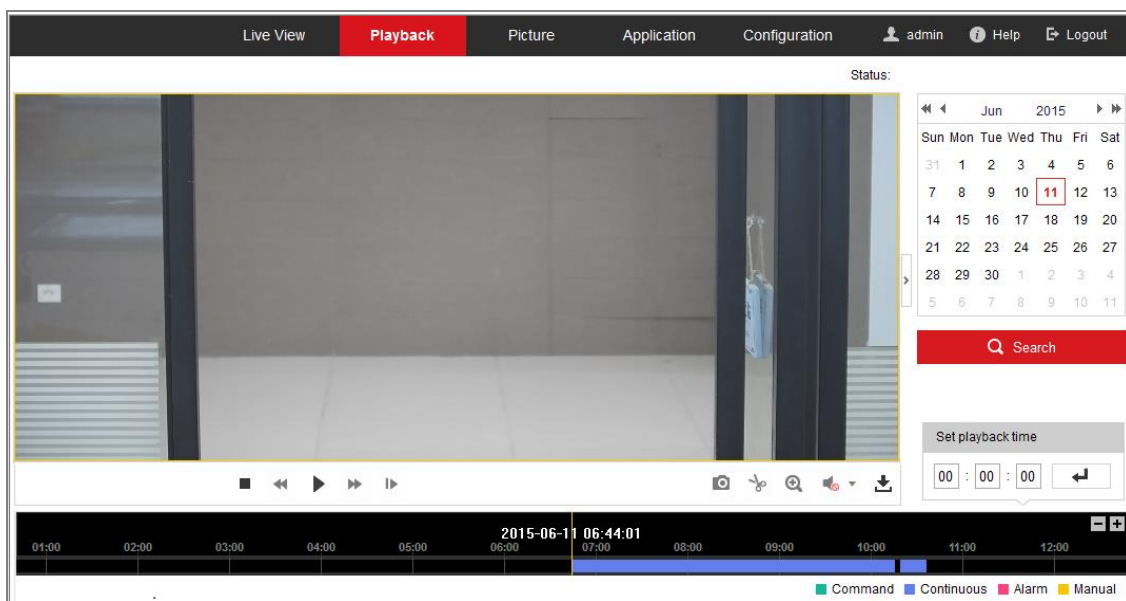 Live View Playback Picture Application Configuration admin Help Logout
Status:
Jun 2015
Sun Mon Tue Wed Thu Fri Sat
31 1 2 3 4 5 6
7 8 9 10 11 12 13
14 15 16 17 18 19 20
21 22 23 24 25 26 27
28 29 30 1 2 3 4
5 6 7 8 9 10 11
Search
Set playback time
00 : 00 : 00
2015-06-11 06:44:01
01:00 02:00 03:00 04:00 05:00 06:00 07:00 08:00 09:00 10:00 11:00 12:00
Command Continuous Alarm Manual